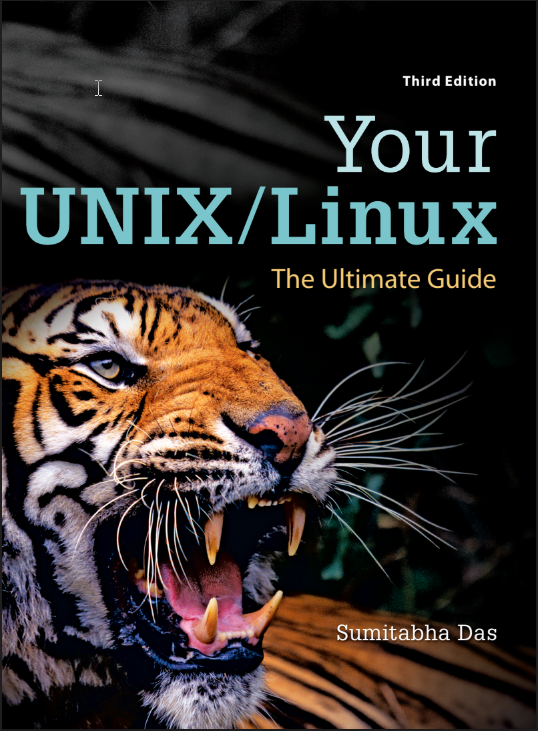 Third Edition
Your
UNIX/Linux
The Ultimate Guide
Sumitabha Das